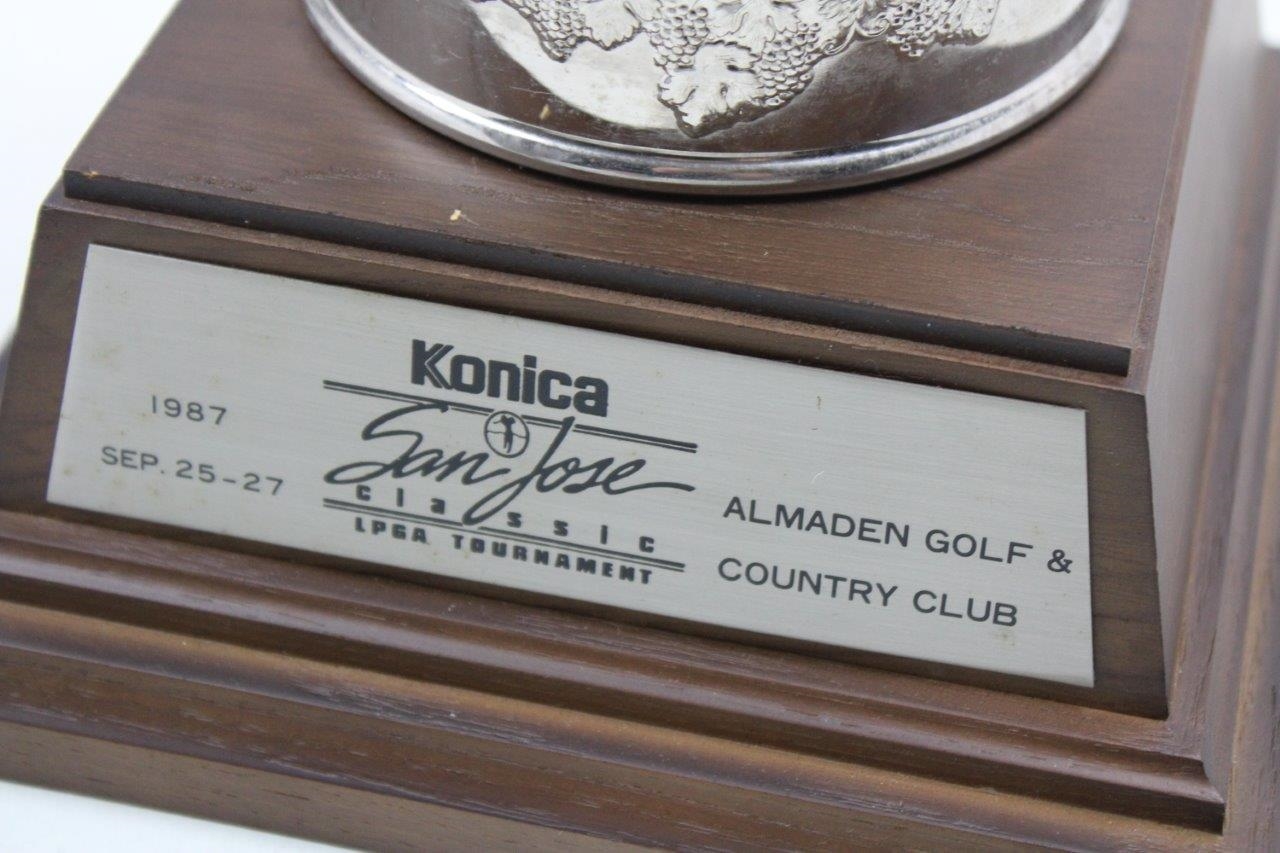 1987
SEP. 25-27
Konica
San Jose
Classic
LPGA TOURNAMENT
ALMADEN GOLF &
COUNTRY CLUB